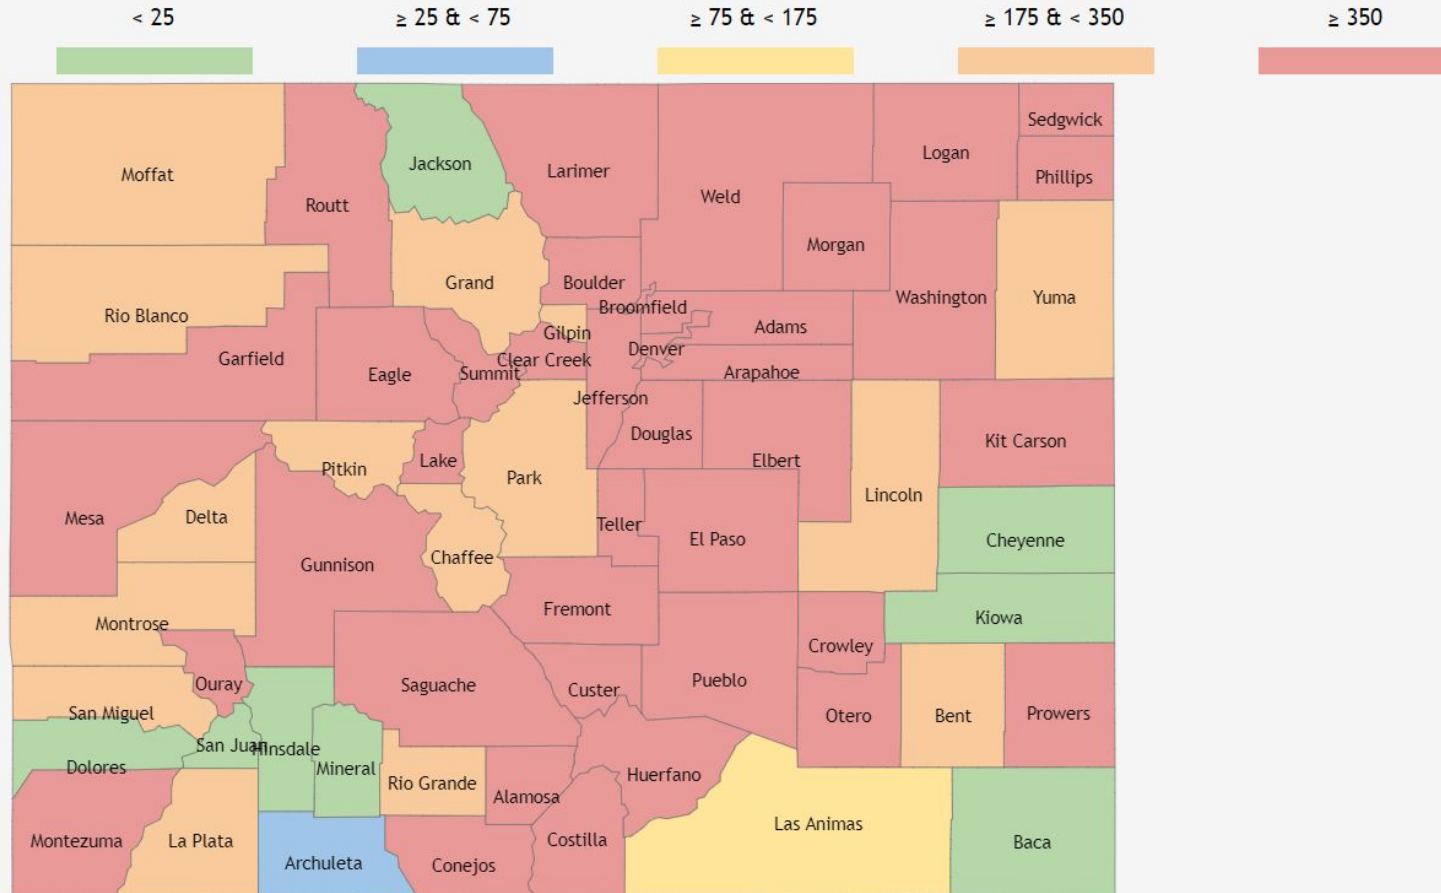 < 25 ≥ 25 & < 75 ≥ 75 & < 175 ≥ 175 & < 350 ≥ 350
Sedgwick
Logan
Jackson
Larimer
Moffat
Phillips
Weld
Routt
Morgan
Grand
Boulder
Washington
Yuma
Broomfield
Rio Blanco
Adams
Gilpin
Denver
Garfield
Clear Creek
Eagle
Summit
Arapahoe
Jefferson
Douglas
Kit Carson
Lake
Elbert
Pitkin
Park
Lincoln
Mesa
Delta
Teller
El Paso
Cheyenne
Chaffee
Gunnison
Fremont
Kiowa
Montrose
Crowley
Pueblo
Ouray
Saguache
Custer
San Miguel
Otero
Bent
Prowers
San Juan
Hinsdale
Dolores
Mineral
Huerfano
Rio Grande
Alamosa
Las Animas
Montezuma
La Plata
Costilla
Baca
Archuleta
Conejos